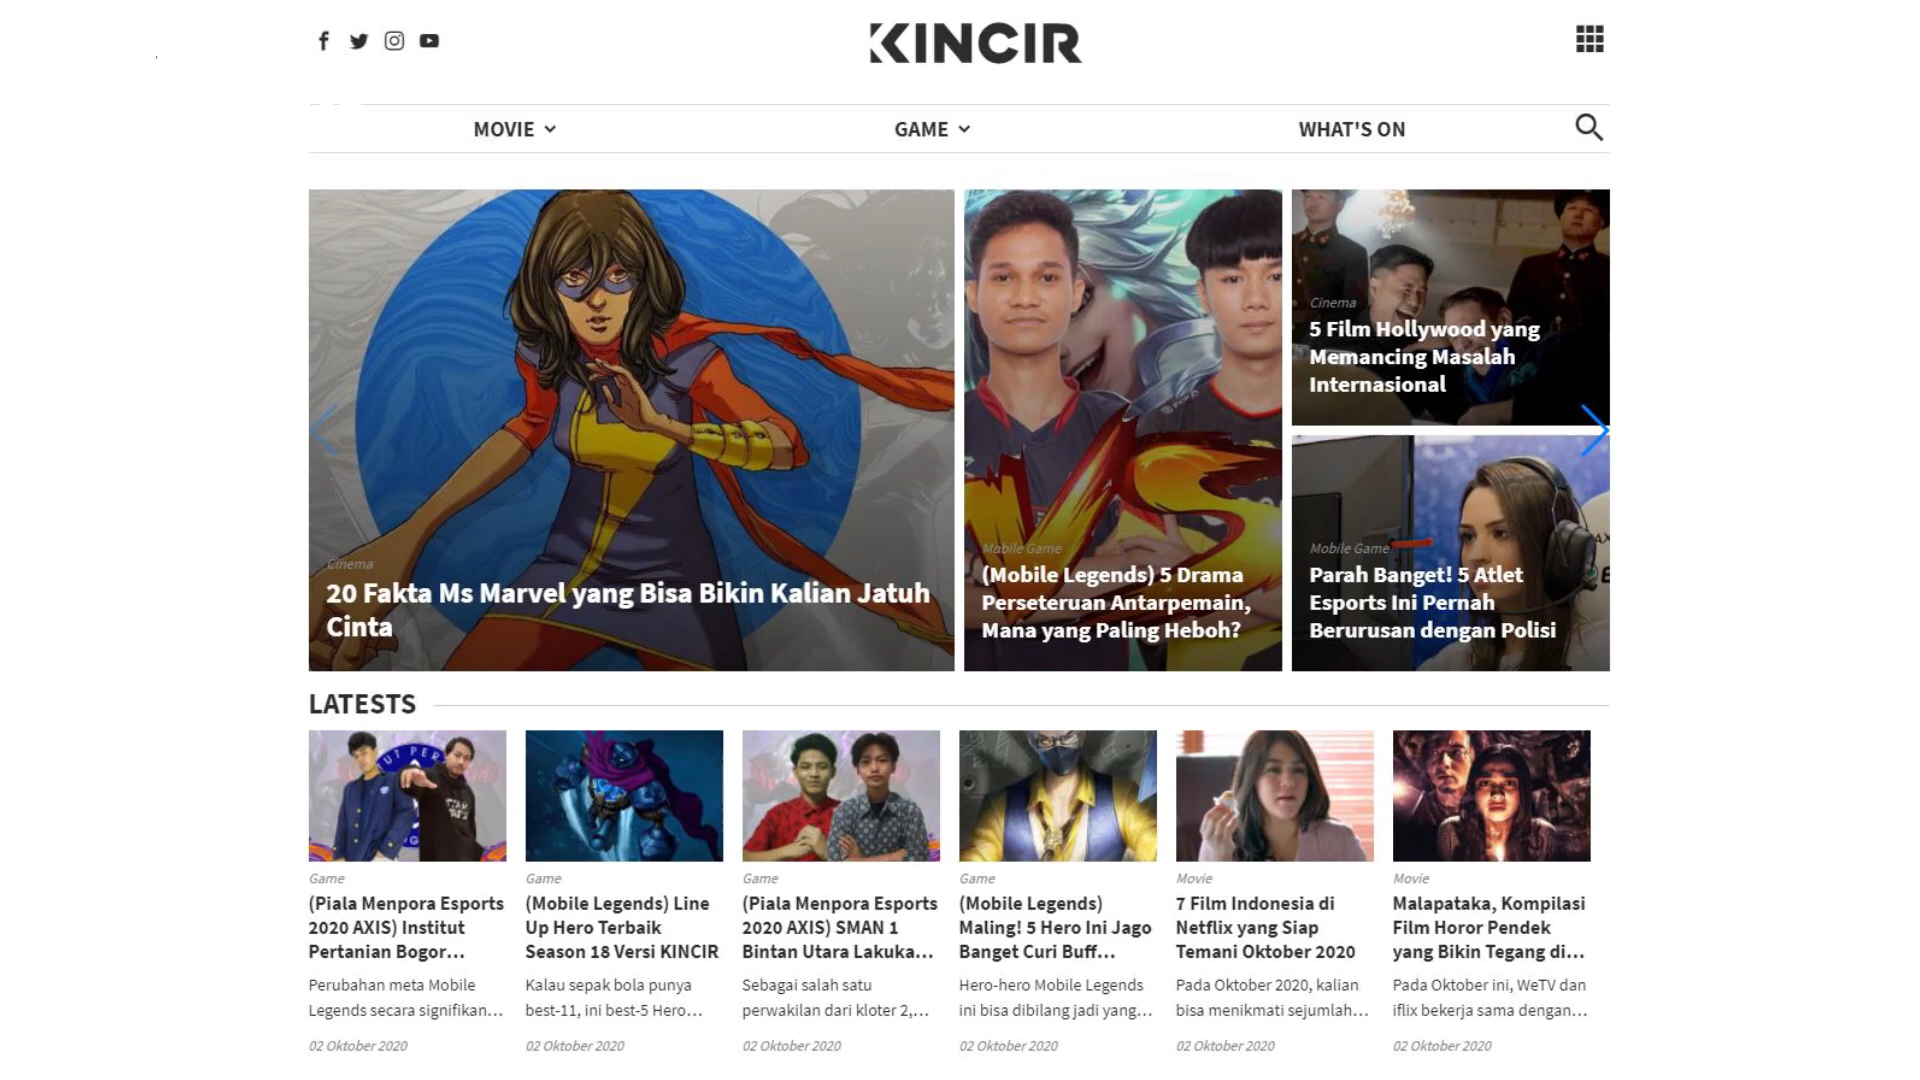 KINCIR
MOVIE
GAME
WHAT'S ON
Cinema
20 Fakta Ms Marvel yang Bisa Bikin Kalian Jatuh
Cinta
Mobile Game
(Mobile Legends) 5 Drama
Perseteruan Antarpemain,
Mana yang Paling Heboh?
Cinema
5 Film Hollywood yang
Memancing Masalah
Internasional
Mobile Game
Parah Banget! 5 Atlet
Esports Ini Pernah
Berurusan dengan Polisi
LATESTS
Game
(Piala Menpora Esports
2020 AXIS) Institut
Pertanian Bogor...
Perubahan meta Mobile
Legends secara signifikan...
02 Oktober 2020
Game
(Mobile Legends) Line
Up Hero Terbaik
Season 18 Versi KINCIR
Kalau sepak bola punya
best-11, ini best-5 Hero...
02 Oktober 2020
Game
(Piala Menpora Esports
2020 AXIS) SMAN 1
Bintan Utara Lakuka...
Sebagai salah satu
perwakilan dari kloter 2,...
02 Oktober 2020
Game
(Mobile Legends)
Maling! 5 Hero Ini Jago
Banget Curi Buff...
Hero-hero Mobile Legends
ini bisa dibilang jadi yang...
02 Oktober 2020
Movie
7 Film Indonesia di
Netflix yang Siap
Temani Oktober 2020
Pada Oktober 2020, kalian
bisa menikmati sejumlah...
02 Oktober 2020
Movie
Malapataka, Kompilasi
Film Horor Pendek
yang Bikin Tegang di...
Pada Oktober ini, WeTV dan
iflix bekerja sama dengan...
02 Oktober 2020